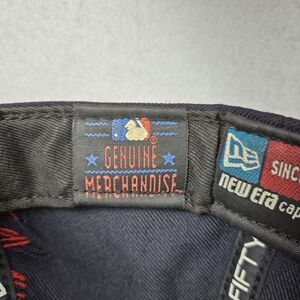 ®
GENUINE
MERCHANDISE
SINC
new era cap
FIFTY